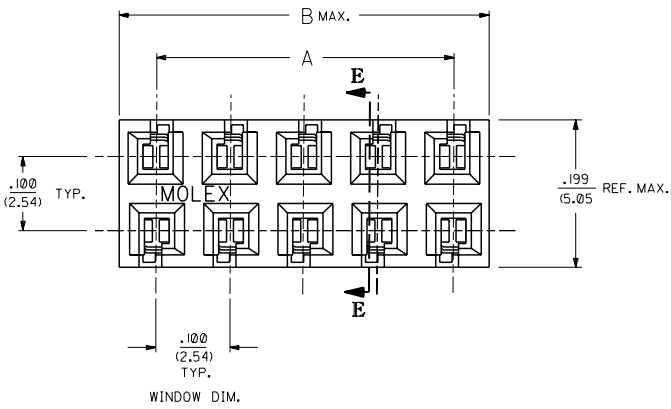 B MAX.
A
E
.100
(2.54)
TYP.
MOLEX
.199
(5.05
REF. MAX.
E
.100
(2.54)
TYP.
WINDOW DIM.